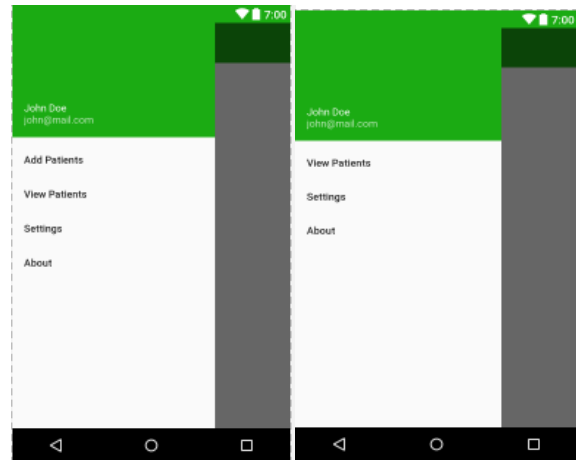 7:00
John Doe
john@mail.com
Add Patients
View Patients
Settings
About
7:00
John Doe
john@mail.com
View Patients
Settings
About